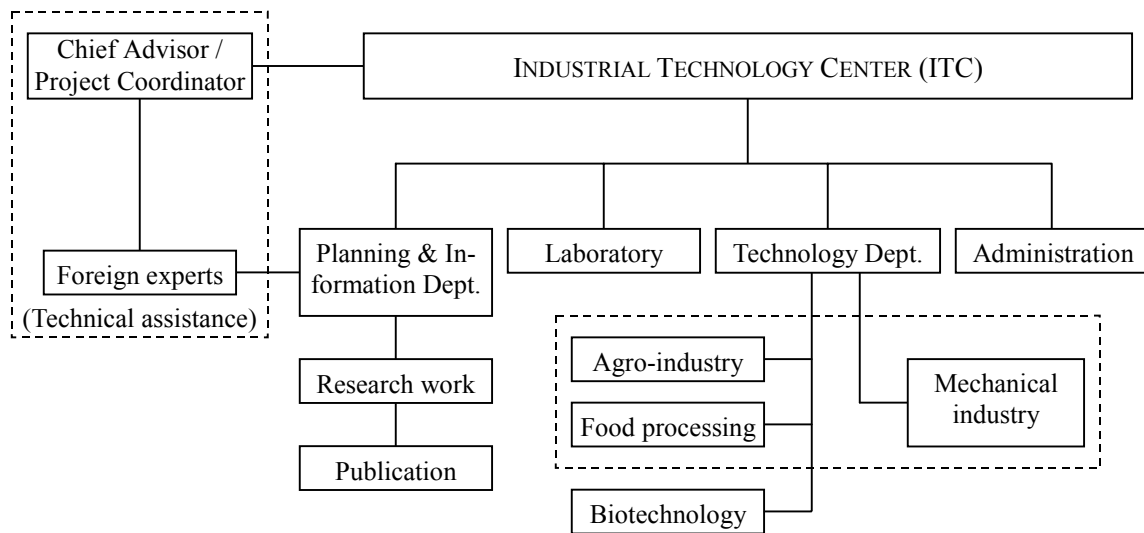 Chief Advisor /
Project Coordinator
INDUSTRIAL TECHNOLOGY CENTER (ITC)
Planning & In-
formation Dept.
Laboratory
Technology Dept.
Administration
Foreign experts
(Technical assistance)
Research work
Publication
Agro-industry
Food processing
Biotechnology
Mechanical
industry